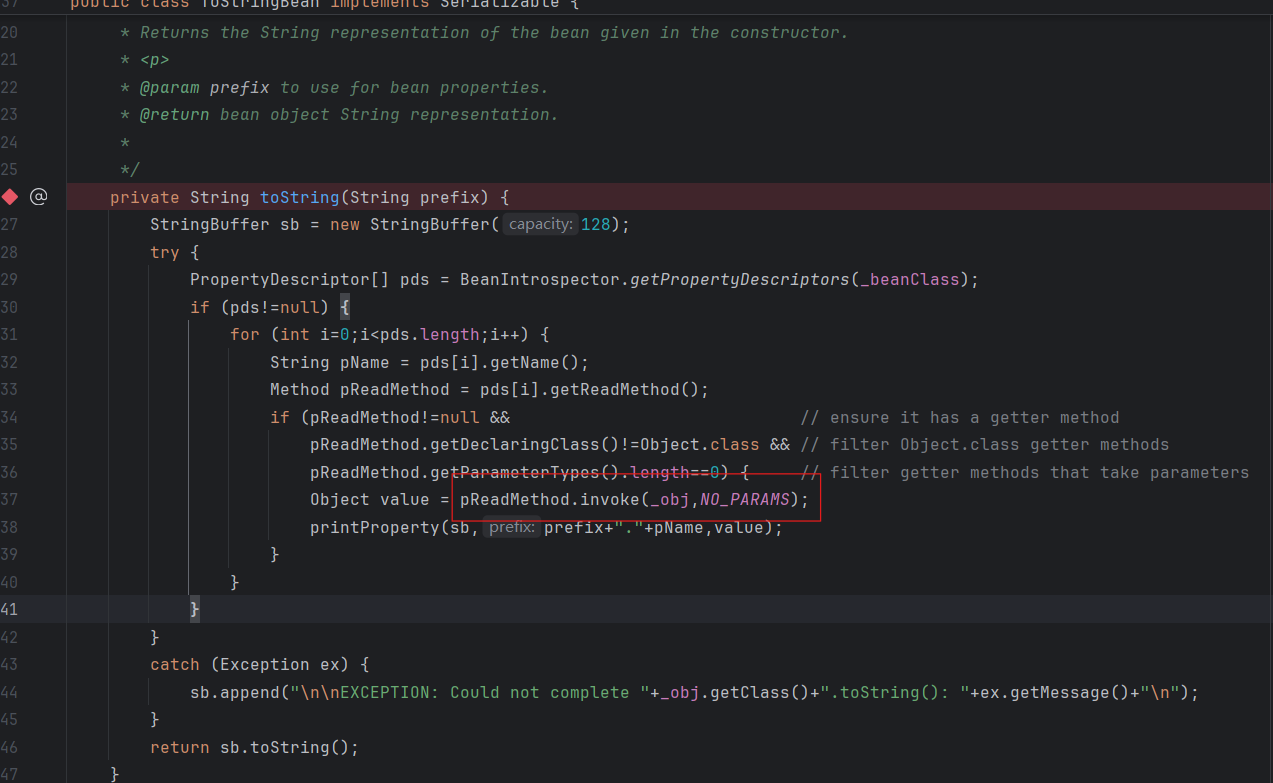 37 public class ToStringBean implements Serializable {
20 * Returns the String representation of the bean given in the constructor.
21 * <p>
22 * @param prefix to use for bean properties.
23 * @return bean object String representation.
24 *
25 */
@ private String toString(String prefix) {
27 StringBuffer sb = new StringBuffer( capacity: 128);
28 try {
29 PropertyDescriptor[] pds = BeanIntrospector.getPropertyDescriptors(_beanClass);
30 if (pds!=null) {
31 for (int i=0;i<pds.length;i++) {
32 String pName = pds[i].getName();
33 Method pReadMethod = pds[i].getReadMethod();
34 if (pReadMethod!=null && // ensure it has a getter method
35 pReadMethod.getDeclaringClass()!=Object.class && // filter Object.class getter methods
36 pReadMethod.getParameterTypes().length==0) { // filter getter methods that take parameters
37 Object value = pReadMethod.invoke(_obj,NO_PARAMS);
38 printProperty(sb, prefix: prefix+"."+pName,value);
39 }
40 }
41 }
42 }
43 catch (Exception ex) {
44 sb.append("\n\nEXCEPTION: Could not complete "+_obj.getClass()+".toString(): "+ex.getMessage()+"\n");
45 }
46 return sb.toString();
47 }